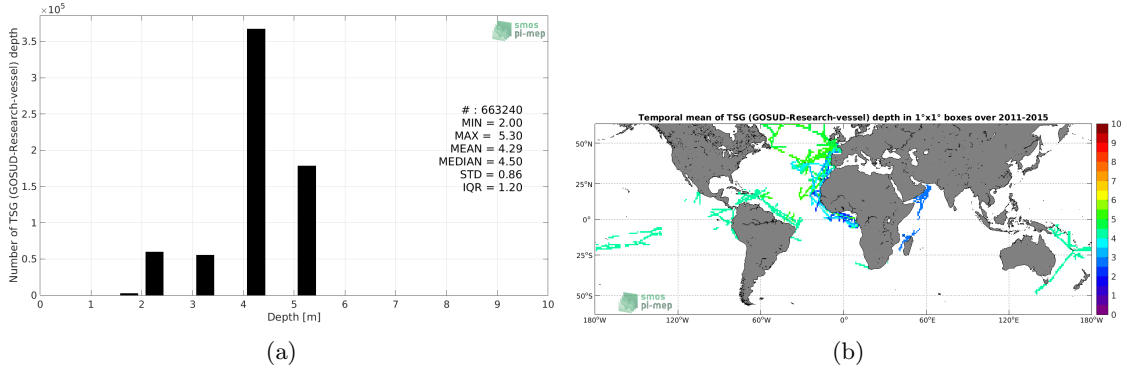 ×10⁵
Number of TSG (GOSUD-Research-vessel) depth
3.5
3
2.5
2
1.5
1
0.5
0
0 1 2 3 4 5 6 7 8 9 10
Depth [m]
smos
pi-mep
# : 663240
MIN = 2.00
MAX = 5.30
MEAN = 4.29
MEDIAN = 4.50
STD = 0.86
IQR = 1.20
(a)
Temporal mean of TSG (GOSUD-Research-vessel) depth in 1°x1° boxes over 2011-2015
50°N
25°N
0°
25°S
50°S
180°W 120°W 60°W 0° 60°E 120°E 180°E
smos
pi-mep
10
9
8
7
6
5
4
3
2
1
0
(b)